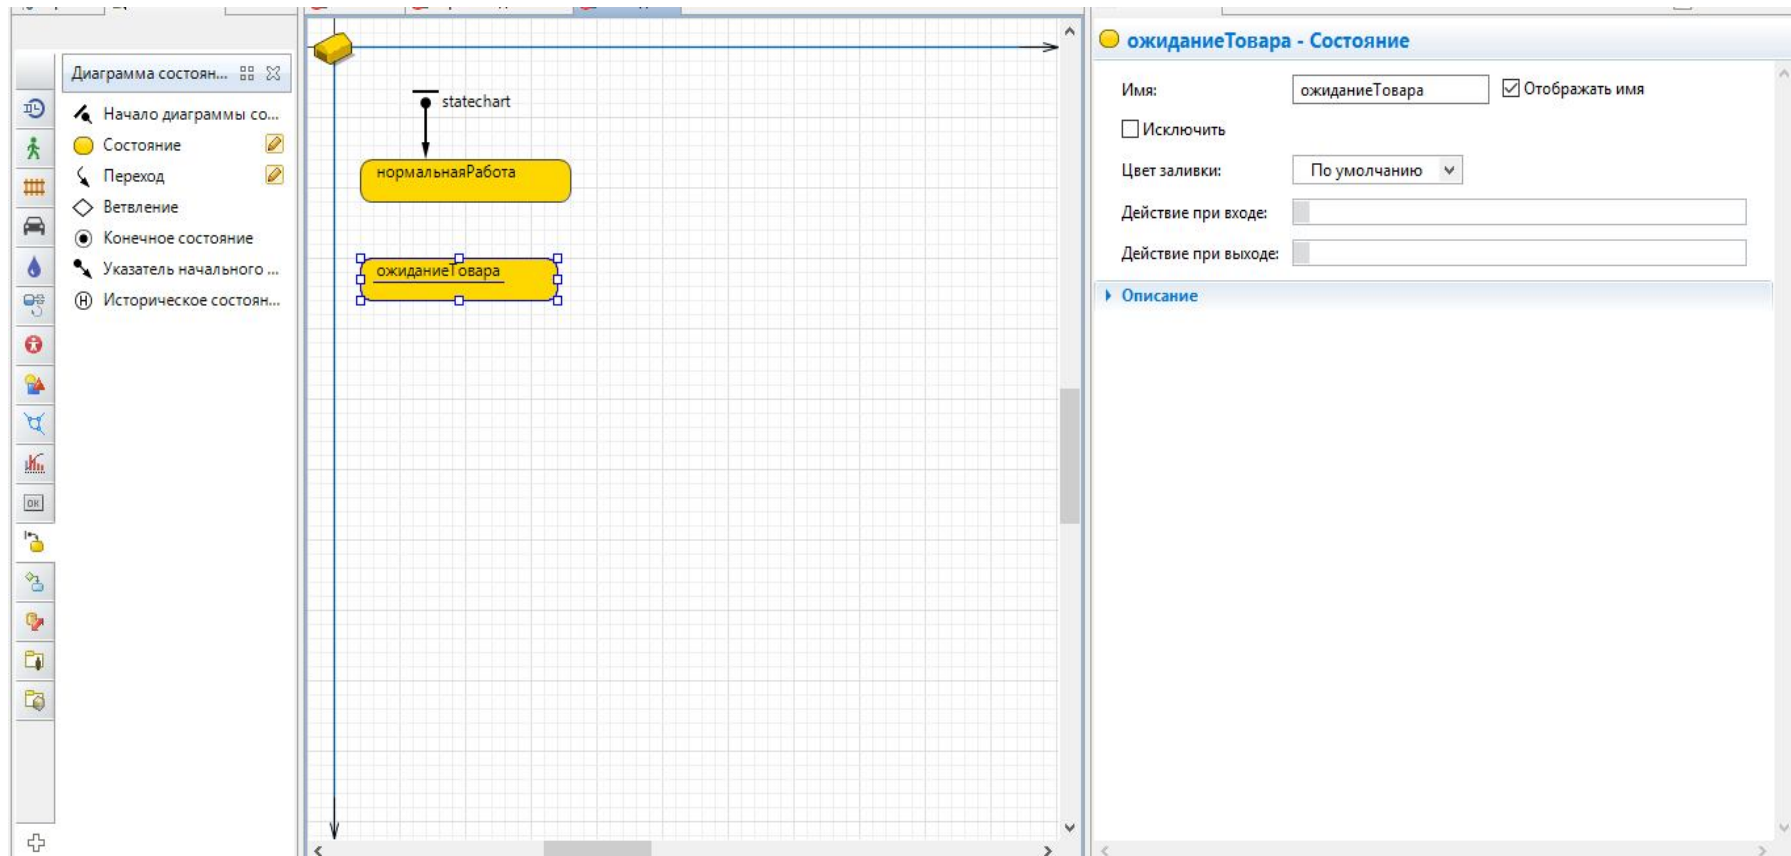 Диаграмма состоян...
Начало диаграммы со...
Состояние
Переход
Ветвление
Конечное состояние
Указатель начального ...
Историческое состоян...
OK
statechart
нормальнаяРабота
ожиданиеТовара
ожиданиеТовара - Состояние
Имя:
ожиданиеТовара
Отображать имя
Исключить
Цвет заливки:
По умолчанию
Действие при входе:
Действие при выходе:
Описание